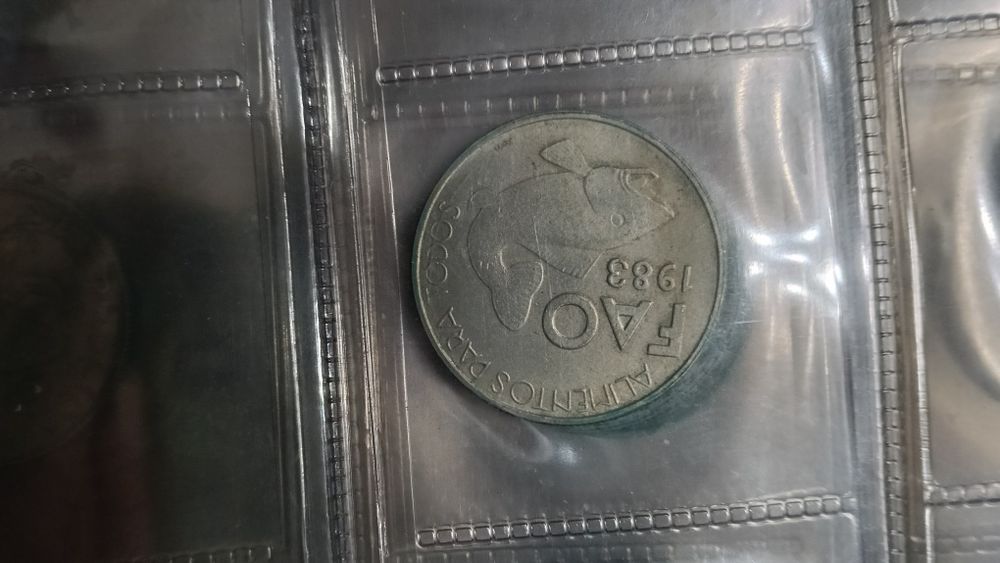 ALIMENTOS PARA TODOS
FAO
1983